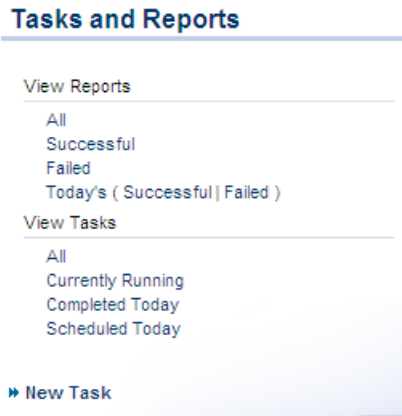 Tasks and Reports
View Reports
All
Successful
Failed
Today's ( Successful | Failed )
View Tasks
All
Currently Running
Completed Today
Scheduled Today
New Task